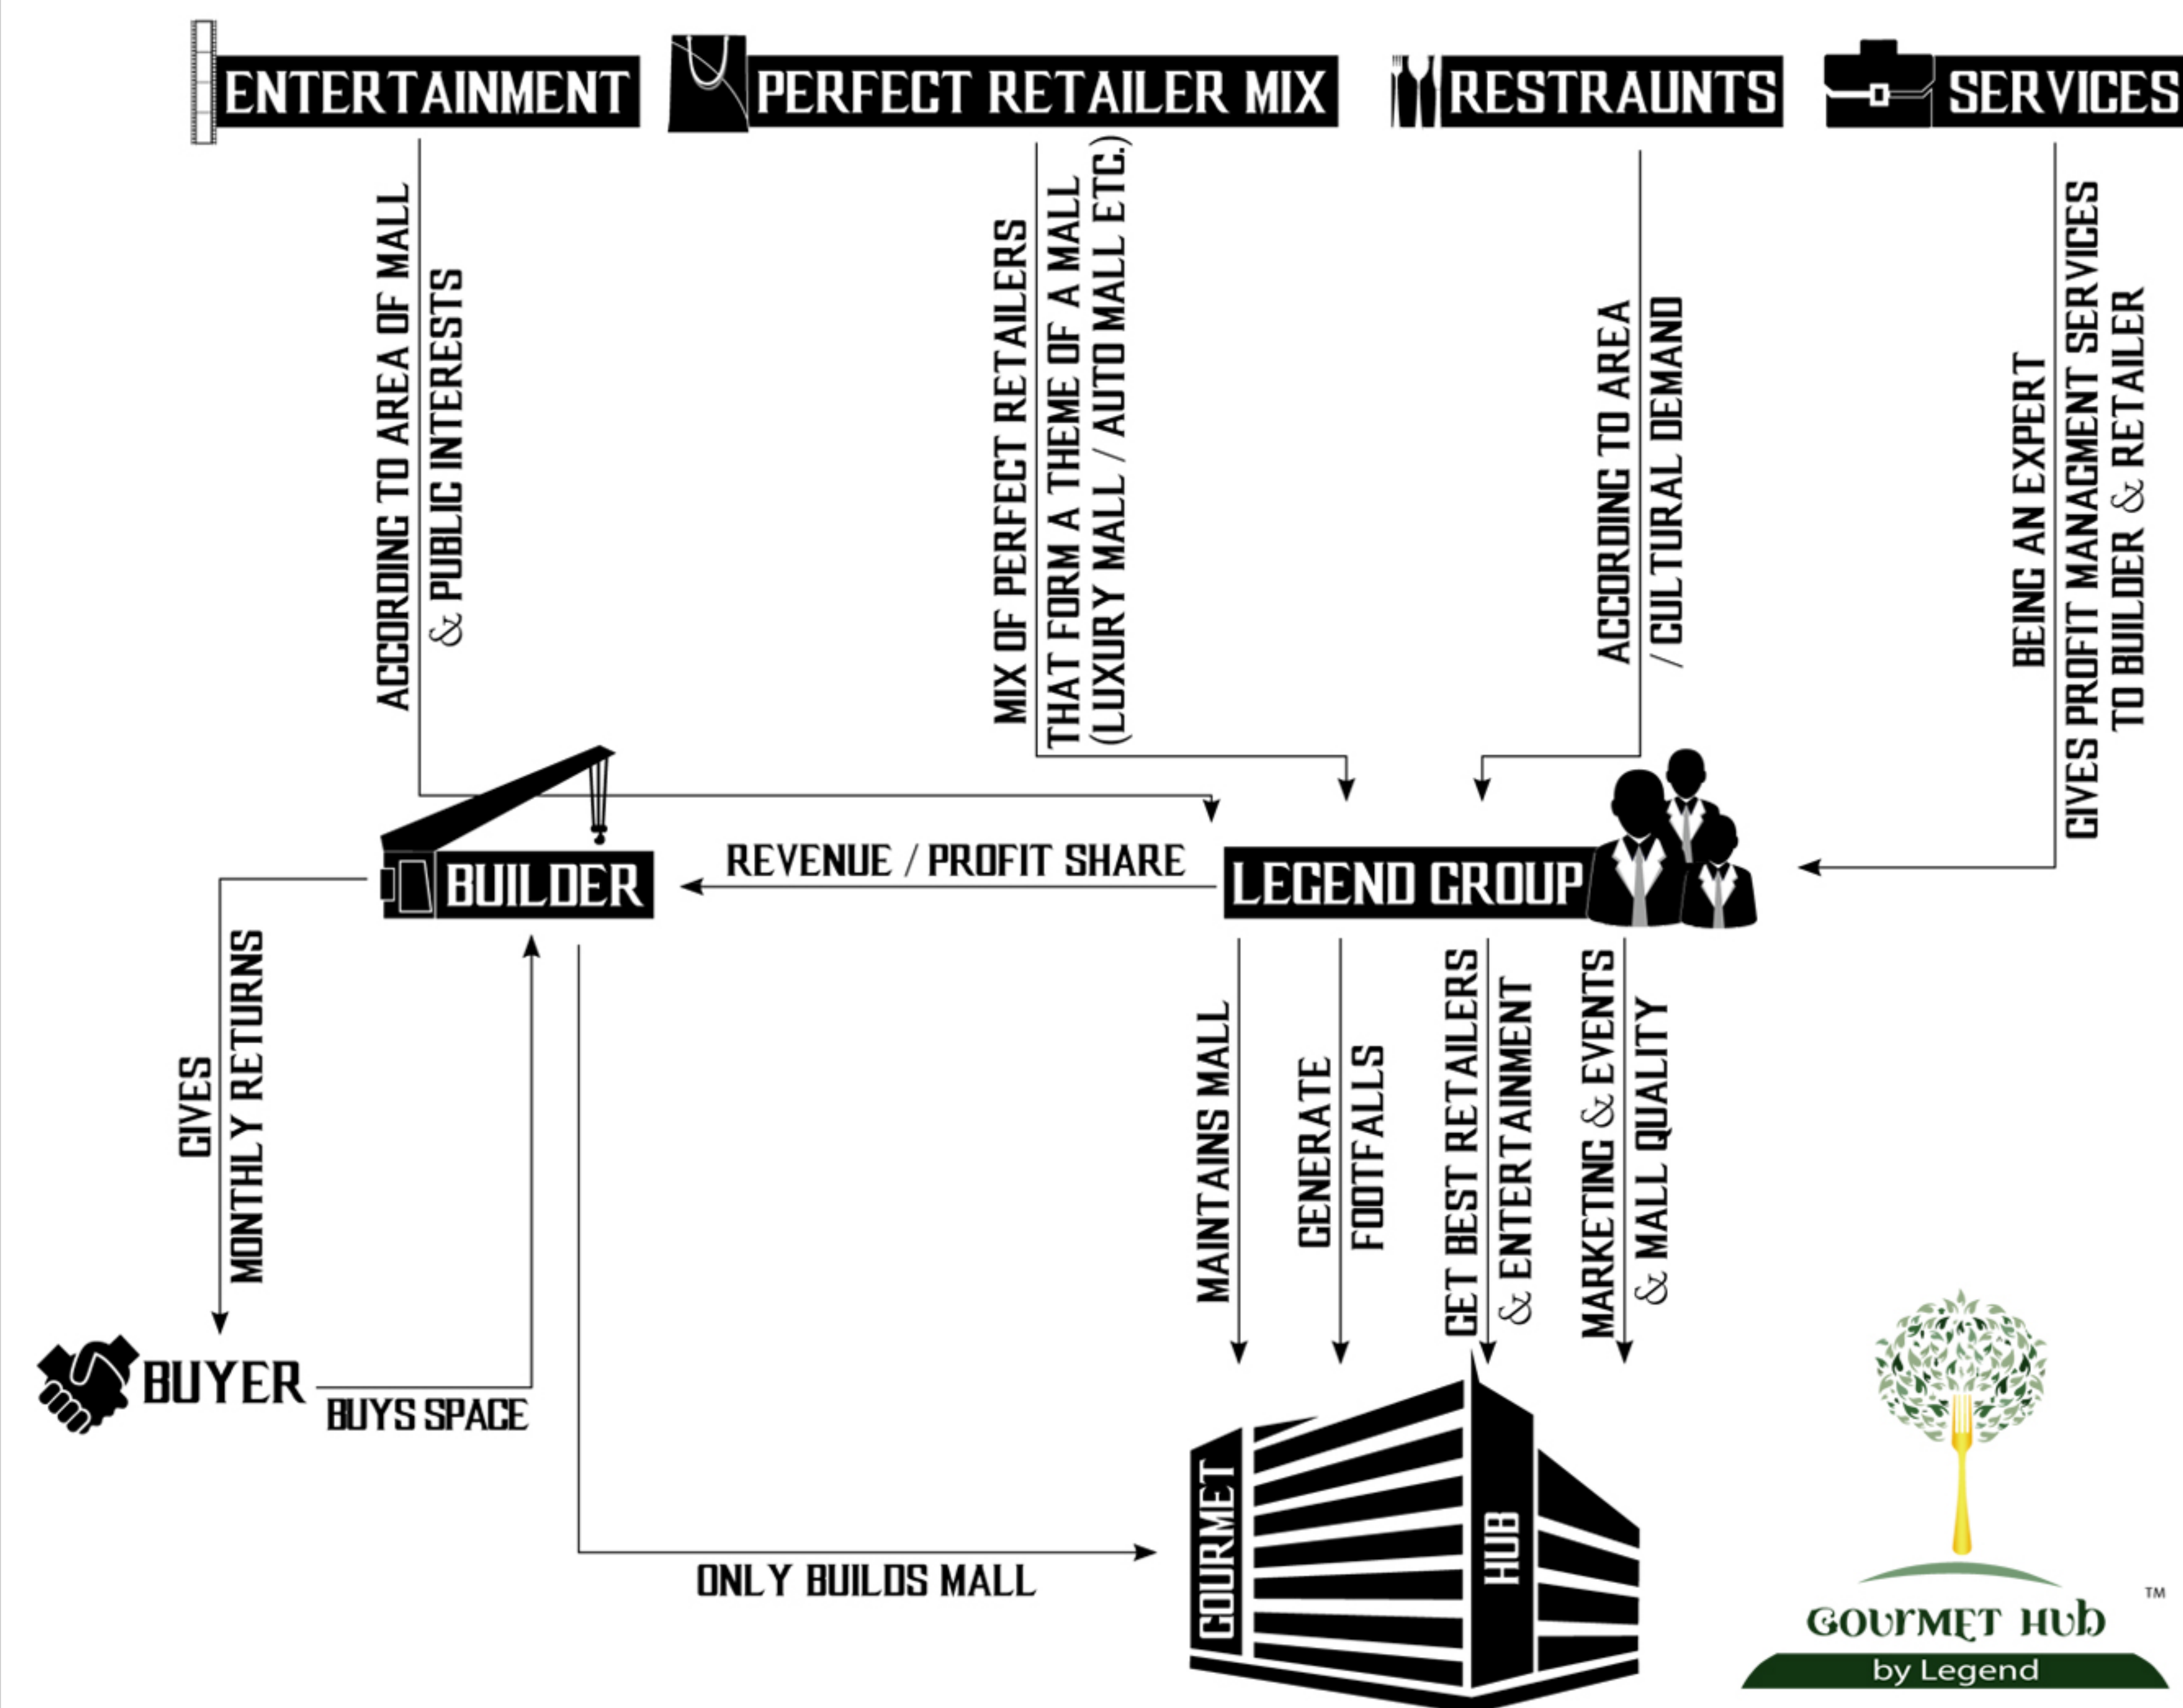 ENTERTAINMENT
PERFECT RETAILER MIX
RESTRAUNTS
SERVICES
ACCORDING TO AREA OF MALL
& PUBLIC INTERESTS
MIX OF PERFECT RETAILERS
THAT FORM A THEME OF A MALL
(LUXURY MALL / AUTO MALL ETC.)
ACCORDING TO AREA
/ CULTURAL DEMAND
BEING AN EXPERT
GIVES PROFIT MANAGMENT SERVICES
TO BUILDER & RETAILER
BUILDER
REVENUE / PROFIT SHARE
LEGEND GROUP
GIVES
MONTHLY RETURNS
MAINTAINS MALL
GENERATE
FOOTFALLS
GET BEST RETAILERS
& ENTERTAINMENT
MARKETING & EVENTS
& MALL QUALITY
BUYER
BUYS SPACE
ONLY BUILDS MALL
GOURMET
HUB
GOURMET HUB
TM
by Legend